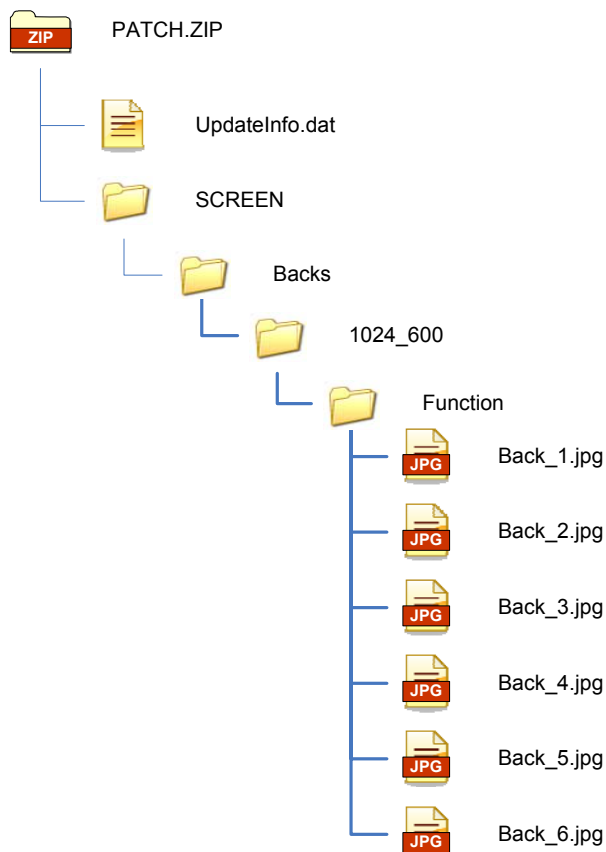 ZIP PATCH.ZIP
UpdateInfo.dat
SCREEN
Backs
1024_600
Function
JPG Back_1.jpg
JPG Back_2.jpg
JPG Back_3.jpg
JPG Back_4.jpg
JPG Back_5.jpg
JPG Back_6.jpg